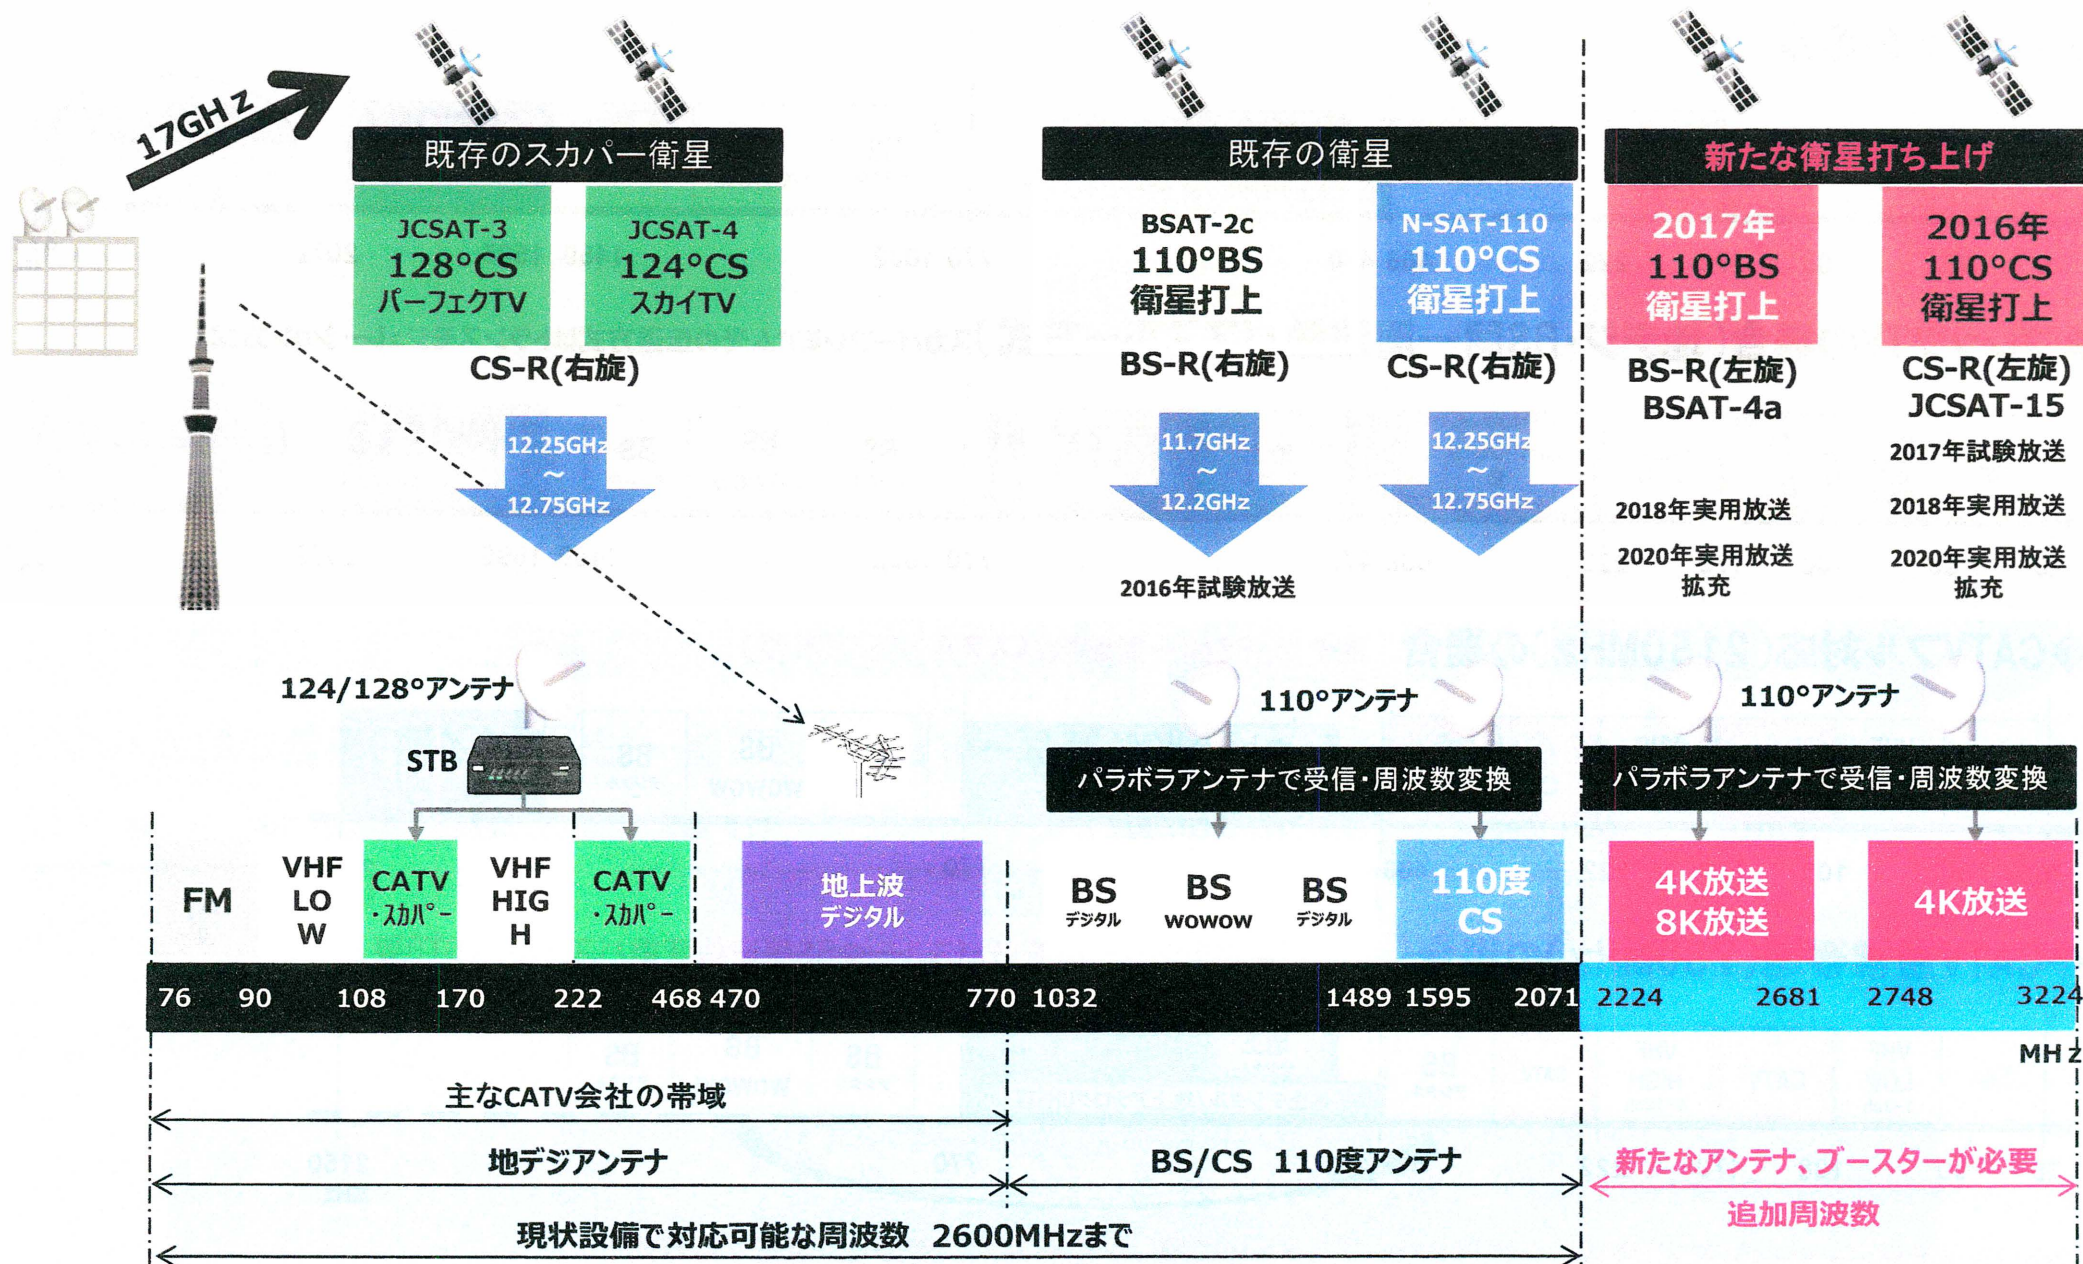 17GHz
既存のスカパー衛星
JCSAT-3
128°CS
パーフェクTV
JCSAT-4
124°CS
スカイTV
CS-R(右旋)
12.25GHz
～
12.75GHz
既存の衛星
BSAT-2c
110°BS
衛星打上
N-SAT-110
110°CS
衛星打上
BS-R(右旋)
CS-R(右旋)
11.7GHz
～
12.2GHz
12.25GHz
～
12.75GHz
2016年試験放送
新たな衛星打ち上げ
2017年
110°BS
衛星打上
2016年
110°CS
衛星打上
BS-R(左旋)
BSAT-4a
CS-R(左旋)
JCSAT-15
2017年試験放送
2018年実用放送
2018年実用放送
2020年実用放送
拡充
2020年実用放送
拡充
124/128°アンテナ
STB
110°アンテナ
110°アンテナ
パラボラアンテナで受信・周波数変換
パラボラアンテナで受信・周波数変換
FM
VHF
LO
W
CATV
・スカパー
VHF
HIG
H
CATV
・スカパー
地上波
デジタル
BS
デジタル
BS
WOWOW
BS
デジタル
110度
CS
4K放送
8K放送
4K放送
76 90 108 170 222 468 470 770 1032 1489 1595 2071 2224 2681 2748 3224
MHz
主なCATV会社の帯域
地デジアンテナ
BS/CS 110度アンテナ
新たなアンテナ、ブースターが必要
追加周波数
現状設備で対応可能な周波数 2600MHzまで